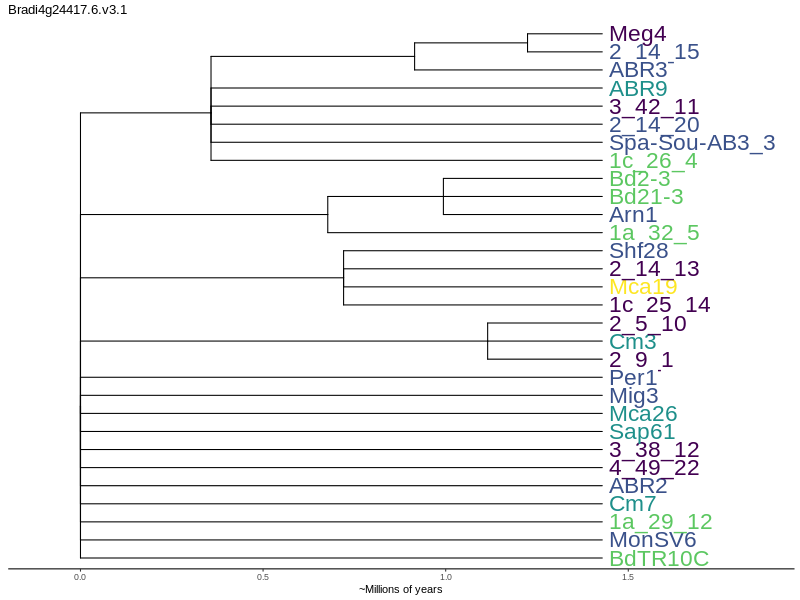 Bradi4g24417.6.v3.1
Meg4
2_14_15
ABR3
ABR9
3_42_11
2_14_20
Spa-Sou-AB3_3
1c_26_4
Bd2-3
Bd21-3
Arn1
1a_32_5
Shf28
2_14_13
Mca19
1c_25_14
2_5_10
Cm3
2_9_1
Per1
Mig3
Mca26
Sap61
3_38_12
4_49_22
ABR2
Cm7
1a_29_12
MonSV6
BdTR10C
0.0 0.5 1.0 1.5
~Millions of years